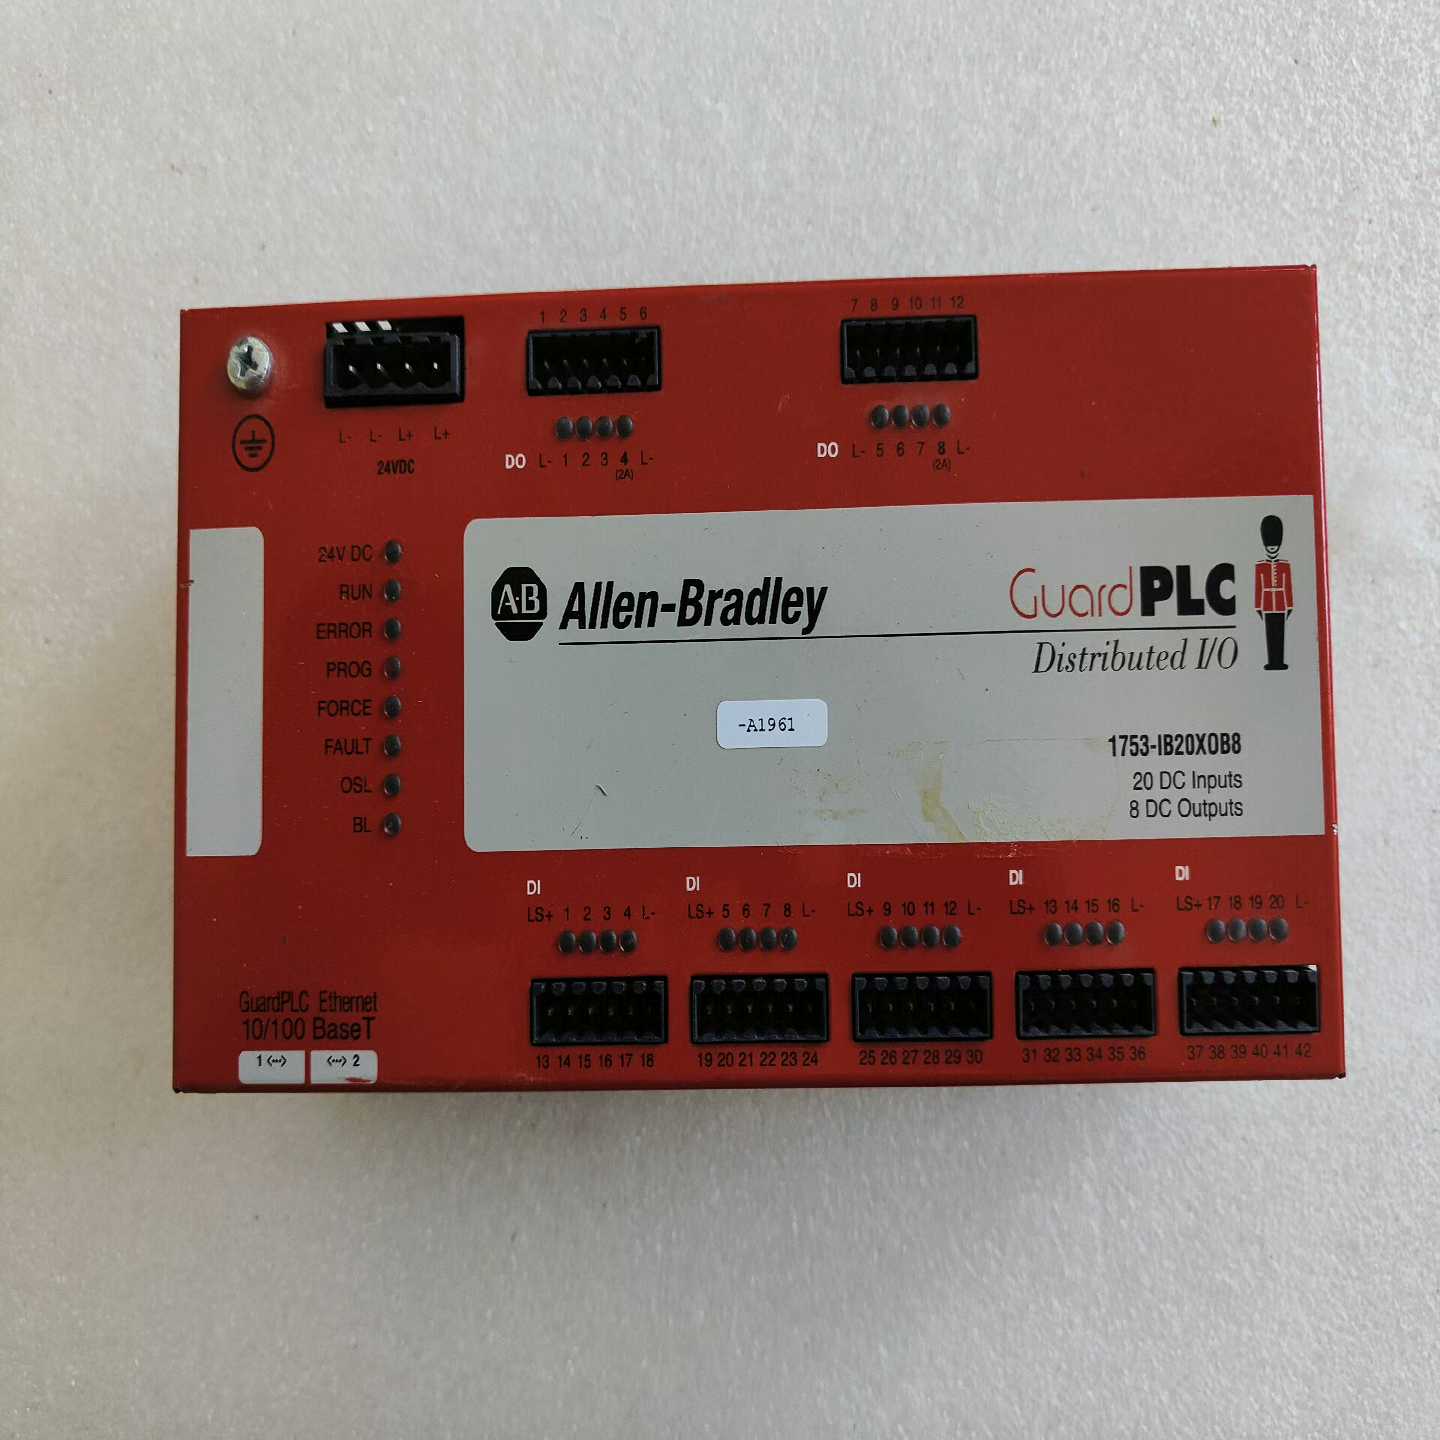 1 2 3 4 5 6
7 8 9 10 11 12
L- L- L+ L+
24VDC
DO L- 1 2 3 4 L-
(2A)
DO L- 5 6 7 8 L-
(2A)
24V DC
RUN
ERROR
PROG
FORCE
FAULT
OSL
BL
A·B Allen-Bradley
GuardPLC
Distributed I/O
-A1961
1753-IB20XOB8
20 DC Inputs
8 DC Outputs
DI
LS+ 1 2 3 4 L-
DI
LS+ 5 6 7 8 L-
DI
LS+ 9 10 11 12 L-
DI
LS+ 13 14 15 16 L-
DI
LS+ 17 18 19 20 L-
GuardPLC Ethernet
10/100 BaseT
1 <···>
<···> 2
13 14 15 16 17 18
19 20 21 22 23 24
25 26 27 28 29 30
31 32 33 34 35 36
37 38 39 40 41 42